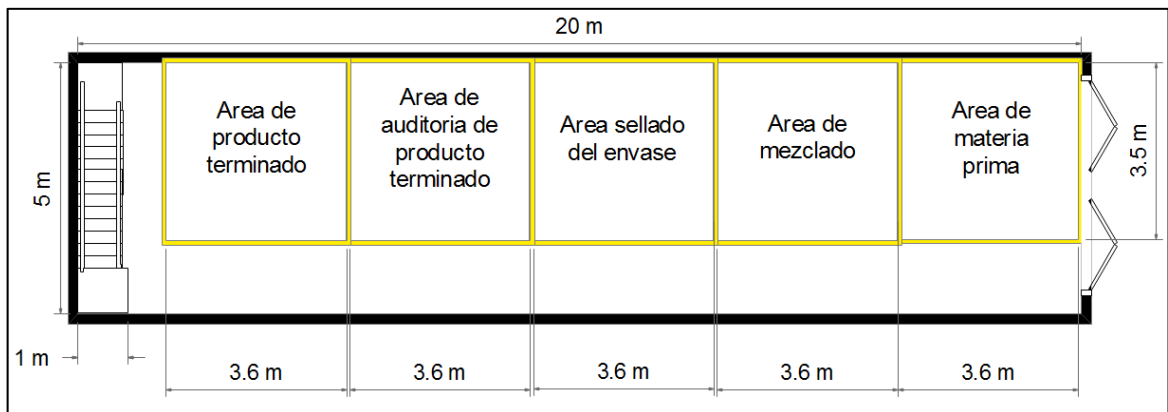 20 m
Area de
producto
terminado
Area de
auditoria de
producto
terminado
Area sellado
del envase
Area de
mezclado
Area de
materia
prima
5 m
3.5 m
1 m
3.6 m
3.6 m
3.6 m
3.6 m
3.6 m